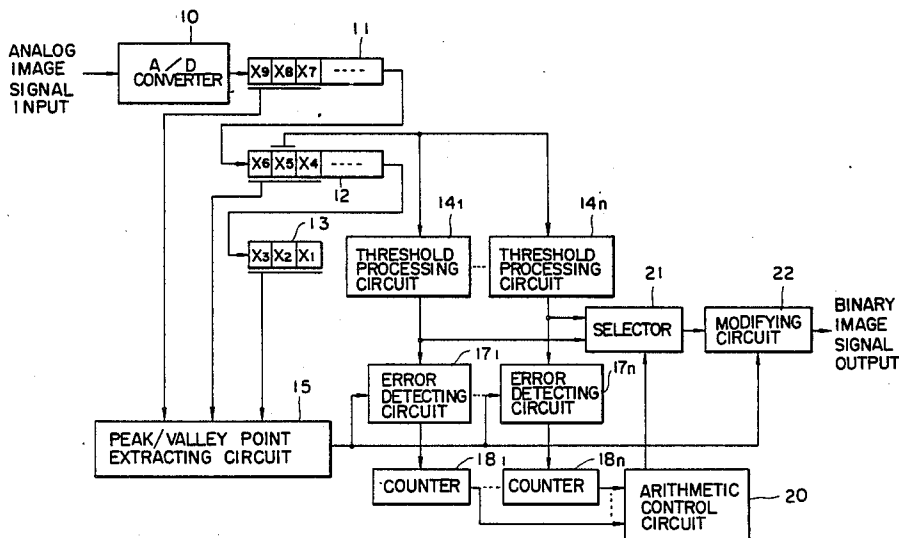 10
11
ANALOG
IMAGE
SIGNAL
INPUT
A/D
CONVERTER
X9 X8 X7 ----
X6 X5 X4 ----
12
13
X3 X2 X1
14₁
14n
THRESHOLD
PROCESSING
CIRCUIT
THRESHOLD
PROCESSING
CIRCUIT
21
SELECTOR
22
MODIFYING
CIRCUIT
BINARY
IMAGE
SIGNAL
OUTPUT
17₁
ERROR
DETECTING
CIRCUIT
17n
ERROR
DETECTING
CIRCUIT
15
PEAK/VALLEY POINT
EXTRACTING CIRCUIT
18₁
COUNTER
18n
COUNTER
ARITHMETIC
CONTROL
CIRCUIT
20